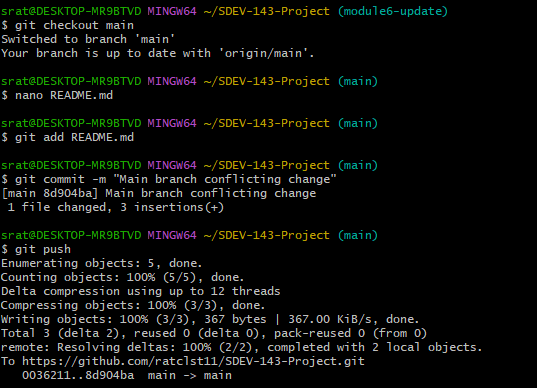 srat@DESKTOP-MR9BTVD MINGW64 ~/SDEV-143-Project (module6-update)
$ git checkout main
Switched to branch 'main'
Your branch is up to date with 'origin/main'.
srat@DESKTOP-MR9BTVD MINGW64 ~/SDEV-143-Project (main)
$ nano README.md
srat@DESKTOP-MR9BTVD MINGW64 ~/SDEV-143-Project (main)
$ git add README.md
srat@DESKTOP-MR9BTVD MINGW64 ~/SDEV-143-Project (main)
$ git commit -m "Main branch conflicting change"
[main 8d904ba] Main branch conflicting change
 1 file changed, 3 insertions(+)
srat@DESKTOP-MR9BTVD MINGW64 ~/SDEV-143-Project (main)
$ git push
Enumerating objects: 5, done.
Counting objects: 100% (5/5), done.
Delta compression using up to 12 threads
Compressing objects: 100% (3/3), done.
Writing objects: 100% (3/3), 367 bytes | 367.00 KiB/s, done.
Total 3 (delta 2), reused 0 (delta 0), pack-reused 0 (from 0)
remote: Resolving deltas: 100% (2/2), completed with 2 local objects.
To https://github.com/ratclst11/SDEV-143-Project.git
   0036211..8d904ba  main -> main